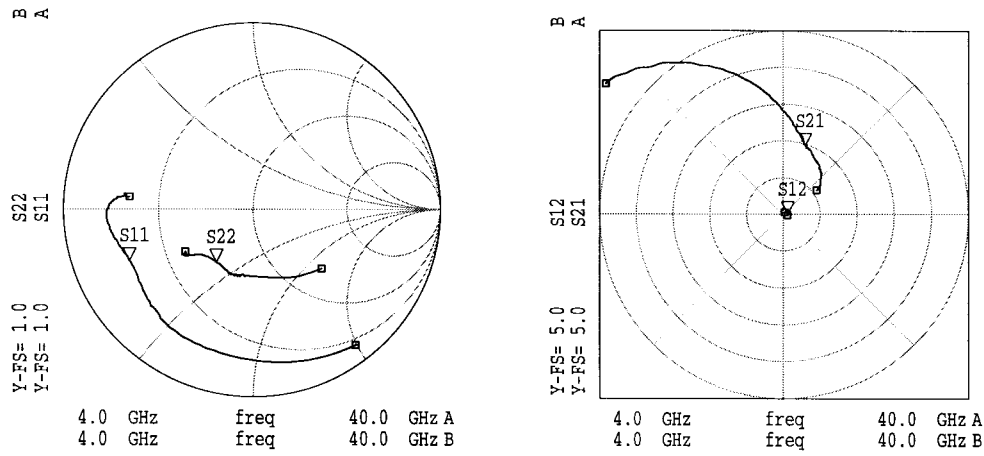 B
A
S22
S11
Y-FS= 1.0
Y-FS= 1.0
S11
S22
4.0 GHz freq 40.0 GHz A
4.0 GHz freq 40.0 GHz B
B
A
S12
S21
Y-FS= 5.0
Y-FS= 5.0
S21
S12
4.0 GHz freq 40.0 GHz A
4.0 GHz freq 40.0 GHz B